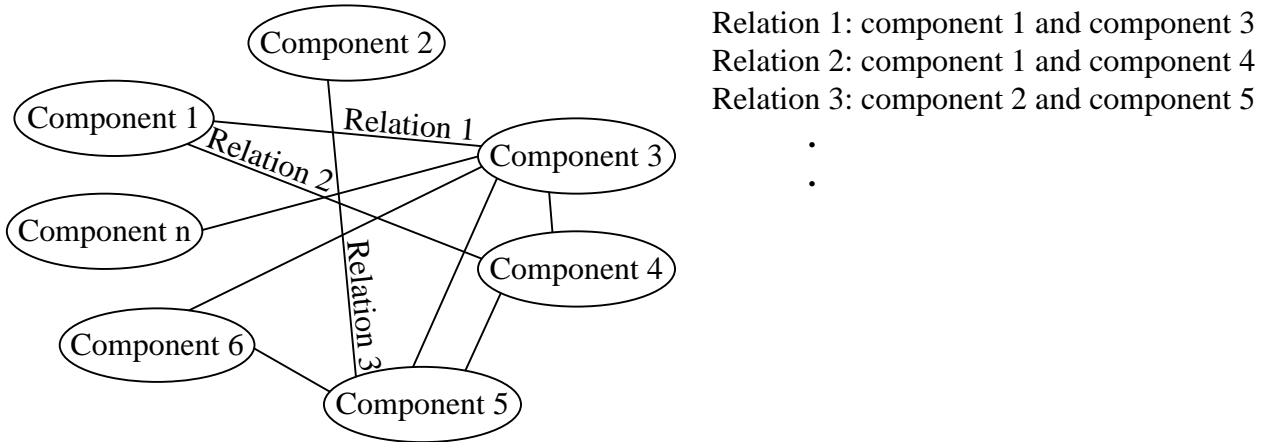 Component 2
Component 1
Relation 1
Component 3
Relation 2
Component n
Component 4
Relation 3
Component 6
Component 5
Relation 1: component 1 and component 3
Relation 2: component 1 and component 4
Relation 3: component 2 and component 5
.
.